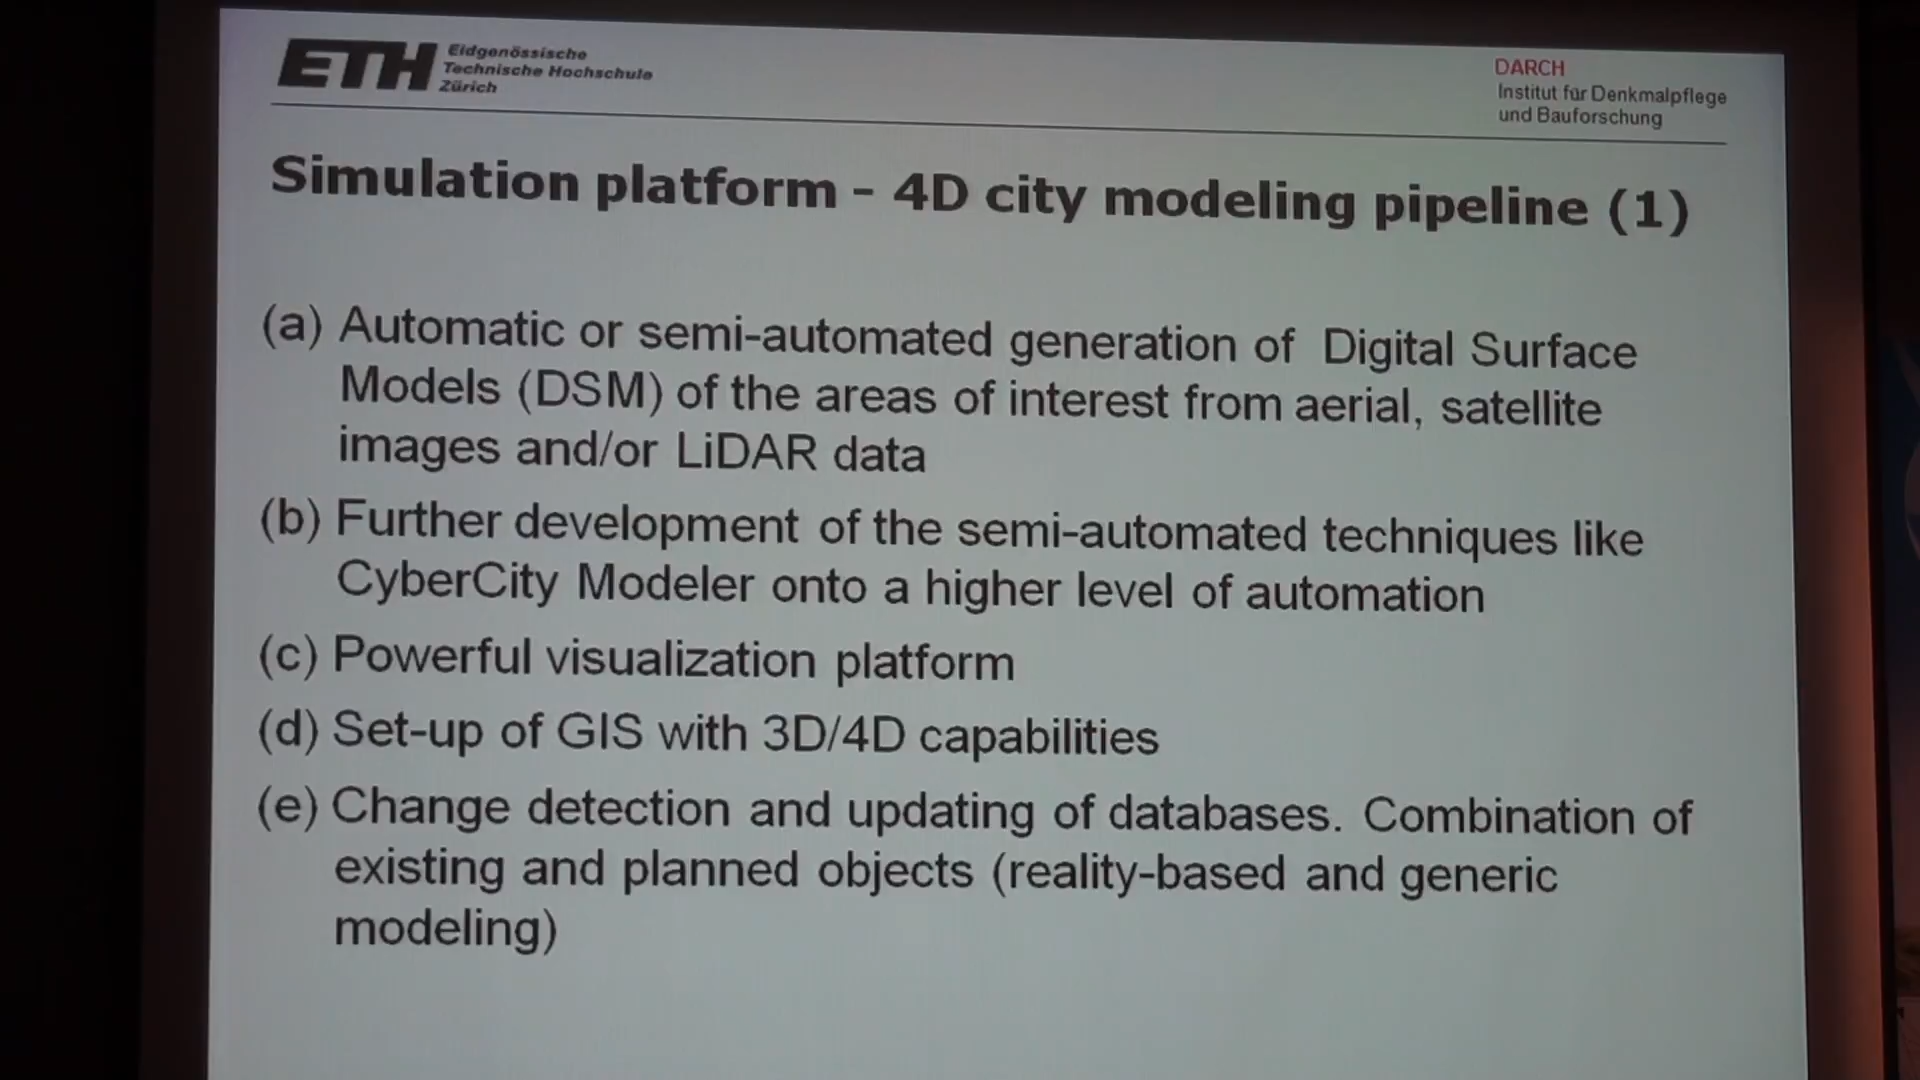 ETH Eidgenössische
Technische Hochschule
Zürich
DARCH
Institut für Denkmalpflege
und Bauforschung
Simulation platform - 4D city modeling pipeline (1)
(a) Automatic or semi-automated generation of Digital Surface
Models (DSM) of the areas of interest from aerial, satellite
images and/or LiDAR data
(b) Further development of the semi-automated techniques like
CyberCity Modeler onto a higher level of automation
(c) Powerful visualization platform
(d) Set-up of GIS with 3D/4D capabilities
(e) Change detection and updating of databases. Combination of
existing and planned objects (reality-based and generic
modeling)